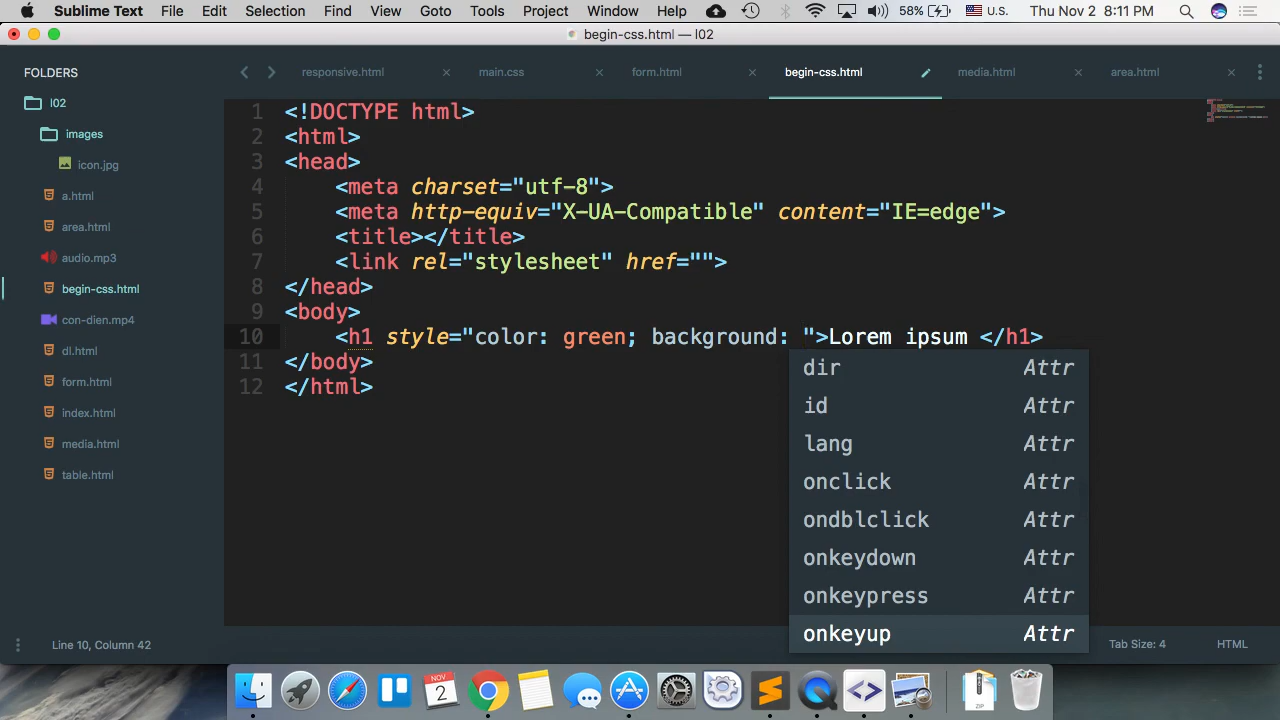 Sublime Text File Edit Selection Find View Goto Tools Project Window Help 58% U.S. Thu Nov 2 8:11 PM
begin-css.html — l02
FOLDERS
l02
images
icon.jpg
a.html
area.html
audio.mp3
begin-css.html
con-dien.mp4
dl.html
form.html
index.html
media.html
table.html
responsive.html main.css form.html begin-css.html media.html area.html
1 <!DOCTYPE html>
2 <html>
3 <head>
4 <meta charset="utf-8">
5 <meta http-equiv="X-UA-Compatible" content="IE=edge">
6 <title></title>
7 <link rel="stylesheet" href="">
8 </head>
9 <body>
10 <h1 style="color: green; background: ">Lorem ipsum </h1>
11 </body>
12 </html>
dir Attr
id Attr
lang Attr
onclick Attr
ondblclick Attr
onkeydown Attr
onkeypress Attr
onkeyup Attr
Line 10, Column 42 Tab Size: 4 HTML
NOV
2
ZIP